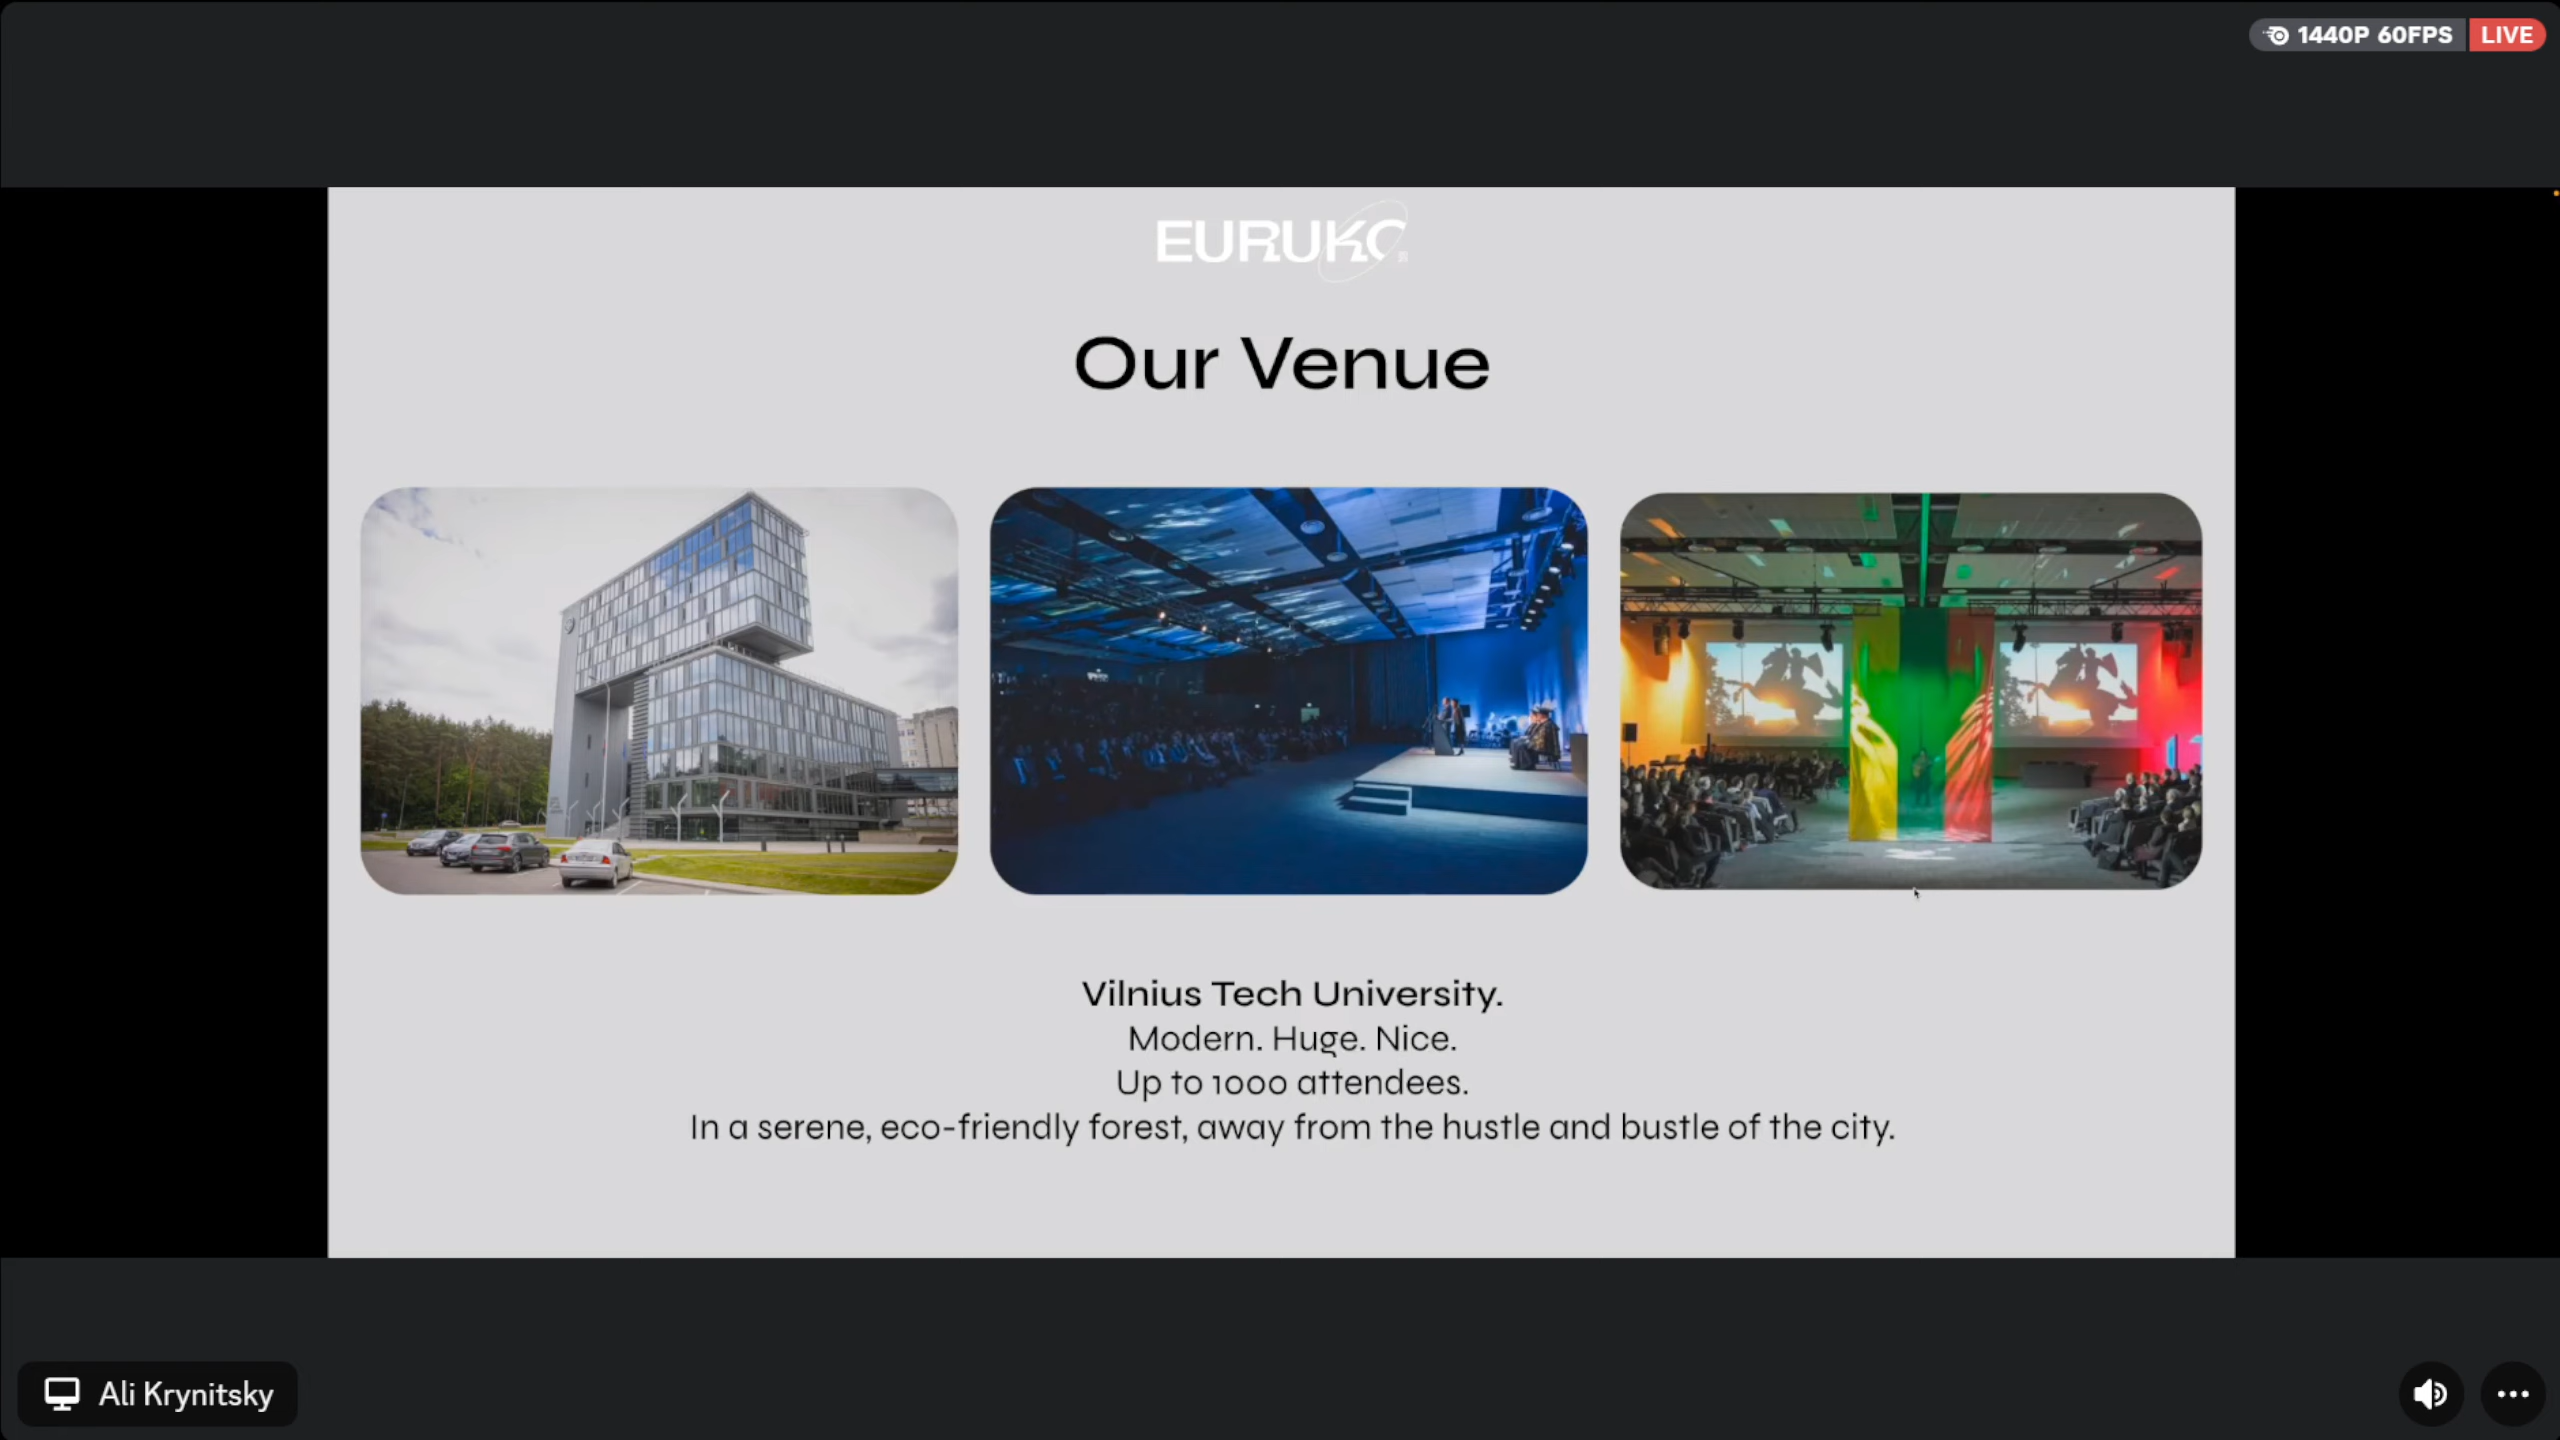 1440P 60FPS LIVE
EURUKO
Our Venue
Vilnius Tech University.
Modern. Huge. Nice.
Up to 1000 attendees.
In a serene, eco-friendly forest, away from the hustle and bustle of the city.
Ali Krynitsky